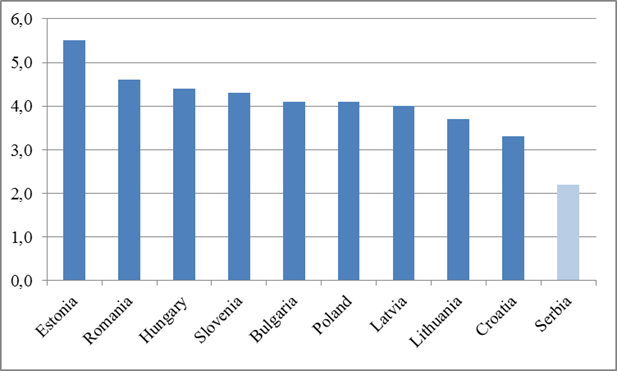 6,0
5,0
4,0
3,0
2,0
1,0
0,0
Estonia
Romania
Hungary
Slovenia
Bulgaria
Poland
Latvia
Lithuania
Croatia
Serbia